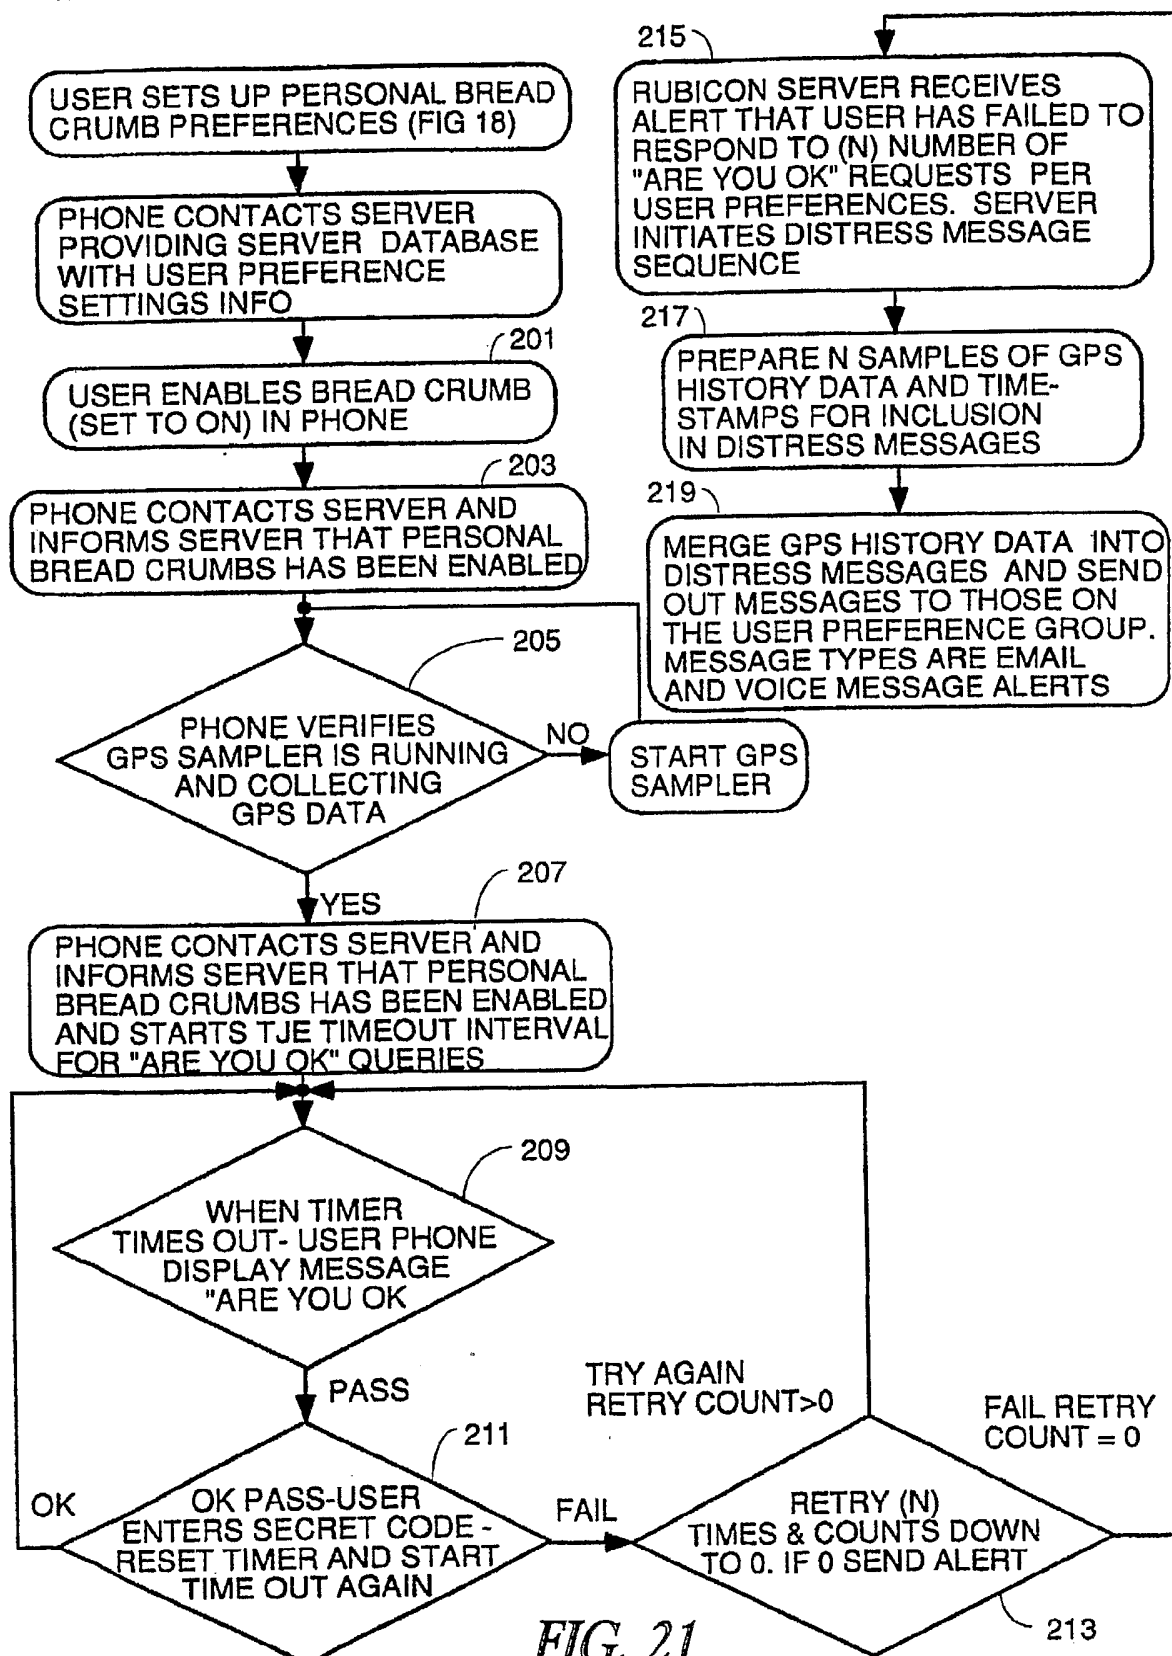 USER SETS UP PERSONAL BREAD
CRUMB PREFERENCES (FIG 18)
PHONE CONTACTS SERVER
PROVIDING SERVER DATABASE
WITH USER PREFERENCE
SETTINGS INFO
201
USER ENABLES BREAD CRUMB
(SET TO ON) IN PHONE
203
PHONE CONTACTS SERVER AND
INFORMS SERVER THAT PERSONAL
BREAD CRUMBS HAS BEEN ENABLED
205
PHONE VERIFIES
GPS SAMPLER IS RUNNING
AND COLLECTING
GPS DATA
NO
START GPS
SAMPLER
YES
207
PHONE CONTACTS SERVER AND
INFORMS SERVER THAT PERSONAL
BREAD CRUMBS HAS BEEN ENABLED
AND STARTS TJE TIMEOUT INTERVAL
FOR "ARE YOU OK" QUERIES
209
WHEN TIMER
TIMES OUT- USER PHONE
DISPLAY MESSAGE
"ARE YOU OK
PASS
211
OK
OK PASS-USER
ENTERS SECRET CODE -
RESET TIMER AND START
TIME OUT AGAIN
FAIL
TRY AGAIN
RETRY COUNT>0
FAIL RETRY
COUNT = 0
RETRY (N)
TIMES & COUNTS DOWN
TO 0. IF 0 SEND ALERT
213
215
RUBICON SERVER RECEIVES
ALERT THAT USER HAS FAILED TO
RESPOND TO (N) NUMBER OF
"ARE YOU OK" REQUESTS PER
USER PREFERENCES. SERVER
INITIATES DISTRESS MESSAGE
SEQUENCE
217
PREPARE N SAMPLES OF GPS
HISTORY DATA AND TIME-
STAMPS FOR INCLUSION
IN DISTRESS MESSAGES
219
MERGE GPS HISTORY DATA INTO
DISTRESS MESSAGES AND SEND
OUT MESSAGES TO THOSE ON
THE USER PREFERENCE GROUP.
MESSAGE TYPES ARE EMAIL
AND VOICE MESSAGE ALERTS
FIG. 21